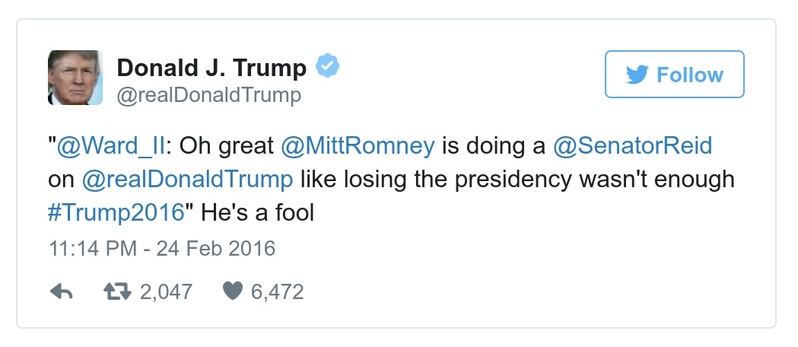 Donald J. Trump
@realDonaldTrump
Follow
"@Ward_II: Oh great @MittRomney is doing a @SenatorReid
on @realDonaldTrump like losing the presidency wasn't enough
#Trump2016" He's a fool
11:14 PM - 24 Feb 2016
2,047 6,472